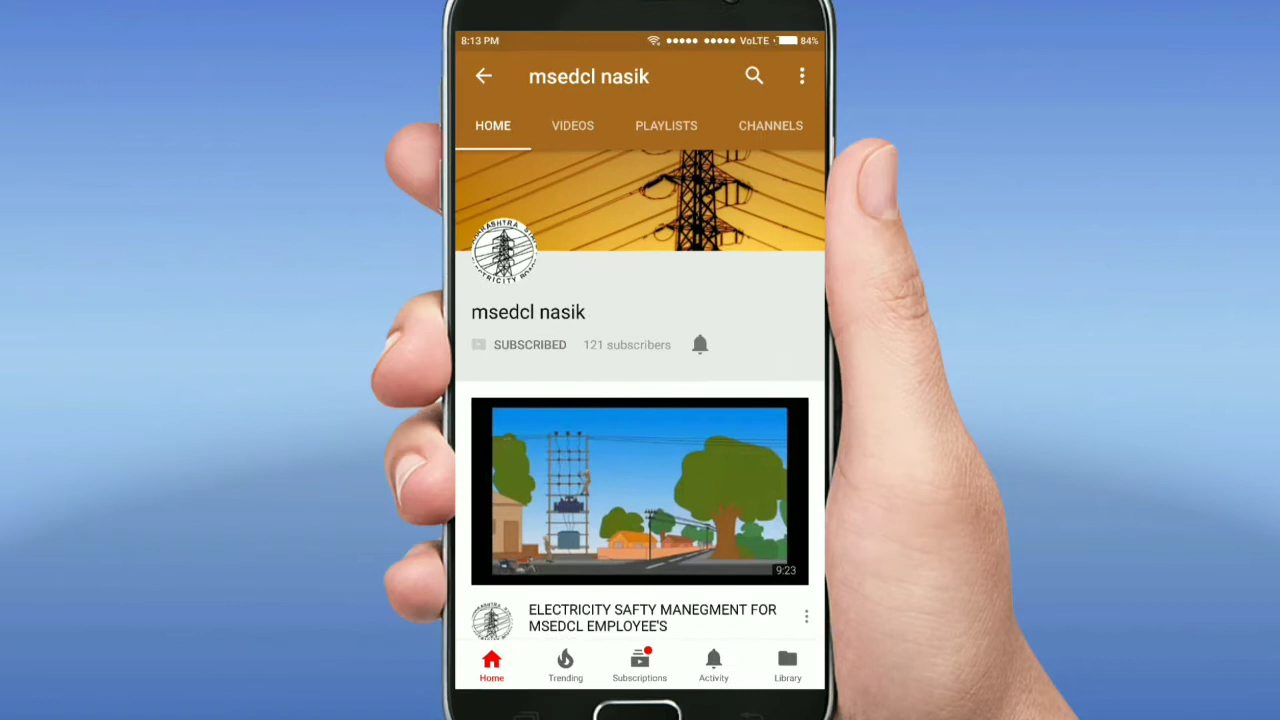 8:13 PM
VoLTE
84%
msedcl nasik
HOME VIDEOS PLAYLISTS CHANNELS
msedcl nasik
SUBSCRIBED 121 subscribers
9:23
ELECTRICITY SAFTY MANEGMENT FOR
MSEDCL EMPLOYEE'S
Home Trending Subscriptions Activity Library